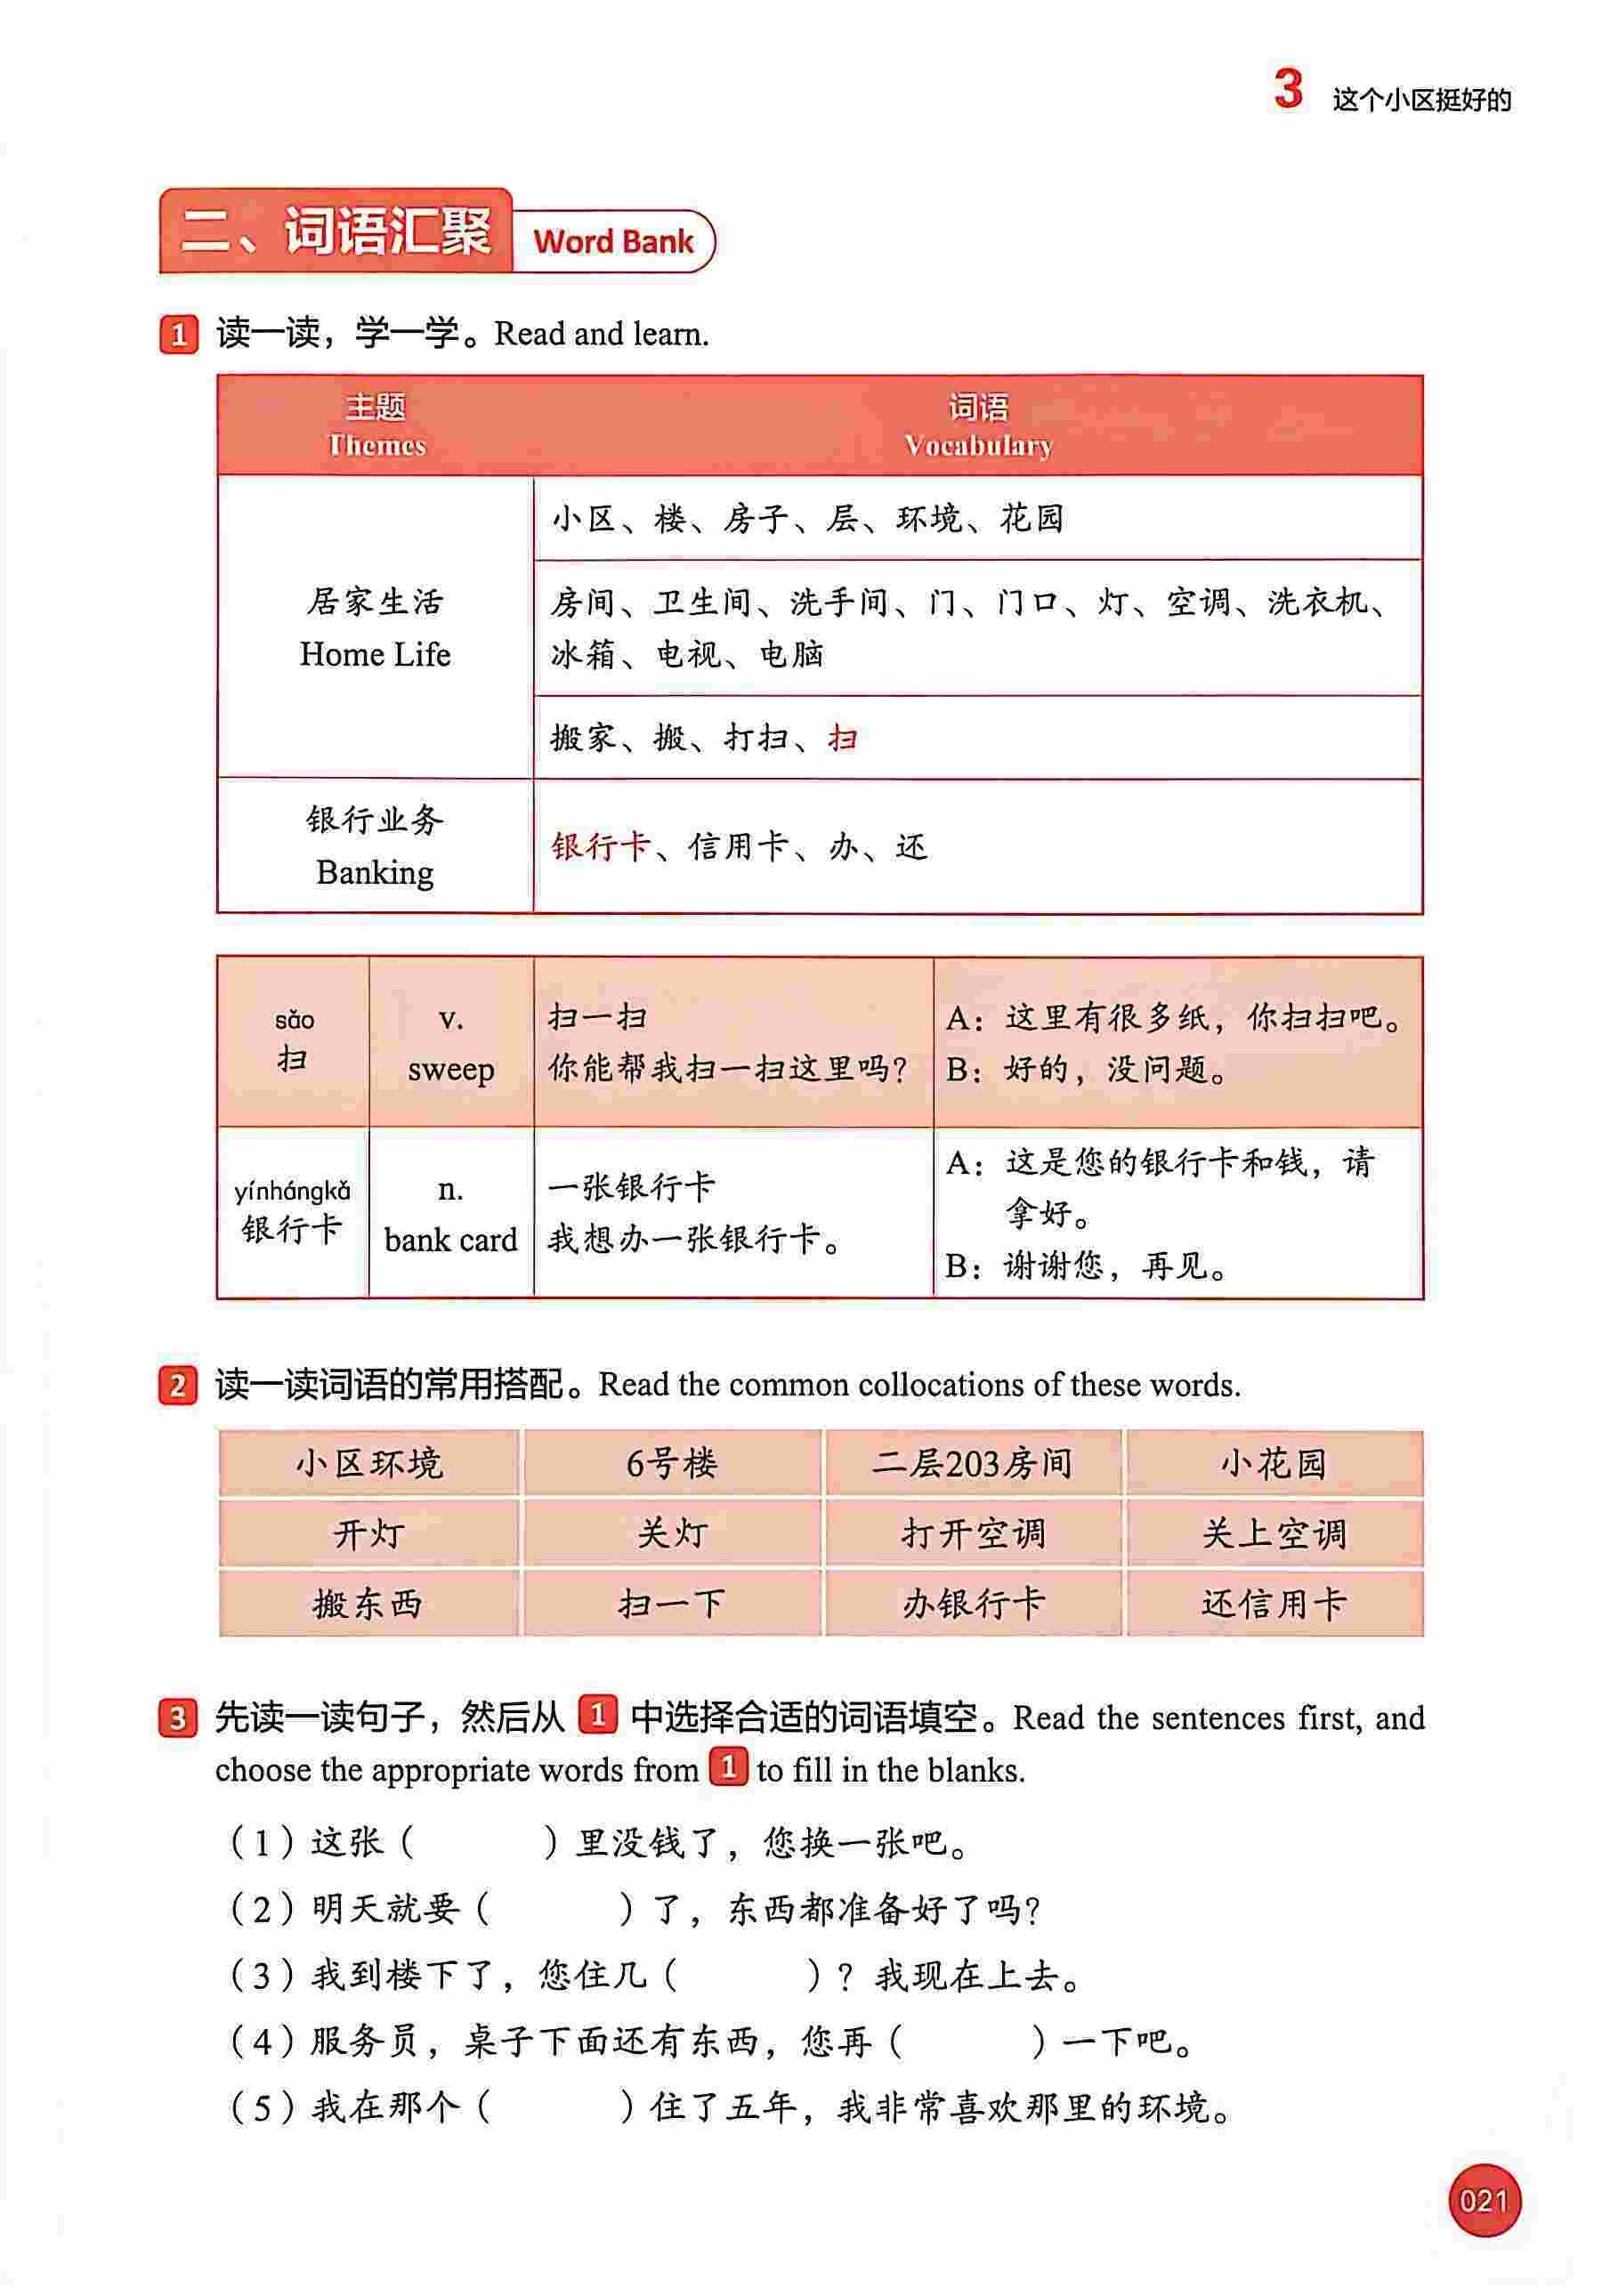 3 这个小区挺好的
二、词语汇聚 Word Bank
1 读一读，学一学。Read and learn.
主题 词语
Themes Vocabulary
小区、楼、房子、层、环境、花园
居家生活
Home Life
房间、卫生间、洗手间、门、门口、灯、空调、洗衣机、
冰箱、电视、电脑
搬家、搬、打扫、扫
银行业务
Banking
银行卡、信用卡、办、还
sǎo
扫
v.
sweep
扫一扫
你能帮我扫一扫这里吗？
A：这里有很多纸，你扫扫吧。
B：好的，没问题。
yínhángkǎ
银行卡
n.
bank card
一张银行卡
我想办一张银行卡。
A：这是您的银行卡和钱，请
拿好。
B：谢谢您，再见。
2 读一读词语的常用搭配。Read the common collocations of these words.
小区环境 6号楼 二层203房间 小花园
开灯 关灯 打开空调 关上空调
搬东西 扫一下 办银行卡 还信用卡
3 先读一读句子，然后从 1 中选择合适的词语填空。Read the sentences first, and
choose the appropriate words from 1 to fill in the blanks.
（1）这张（ ）里没钱了，您换一张吧。
（2）明天就要（ ）了，东西都准备好了吗？
（3）我到楼下了，您住几（ ）？我现在上去。
（4）服务员，桌子下面还有东西，您再（ ）一下吧。
（5）我在那个（ ）住了五年，我非常喜欢那里的环境。
021